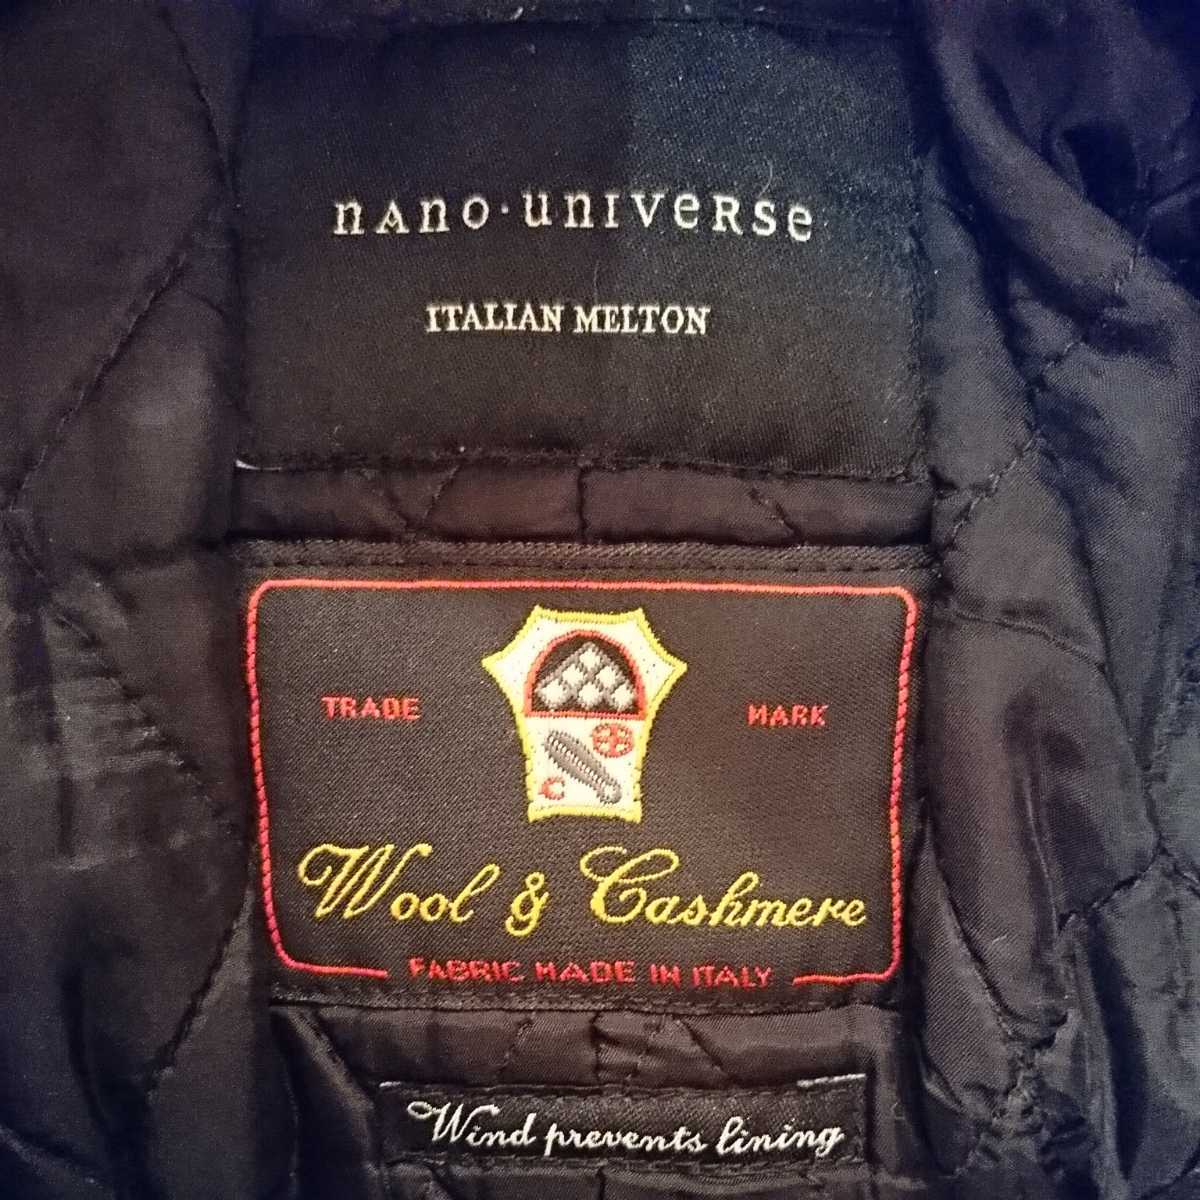 nano·universe
ITALIAN MELTON
TRADE MARK
Wool & Cashmere
FABRIC MADE IN ITALY
Wind prevents lining